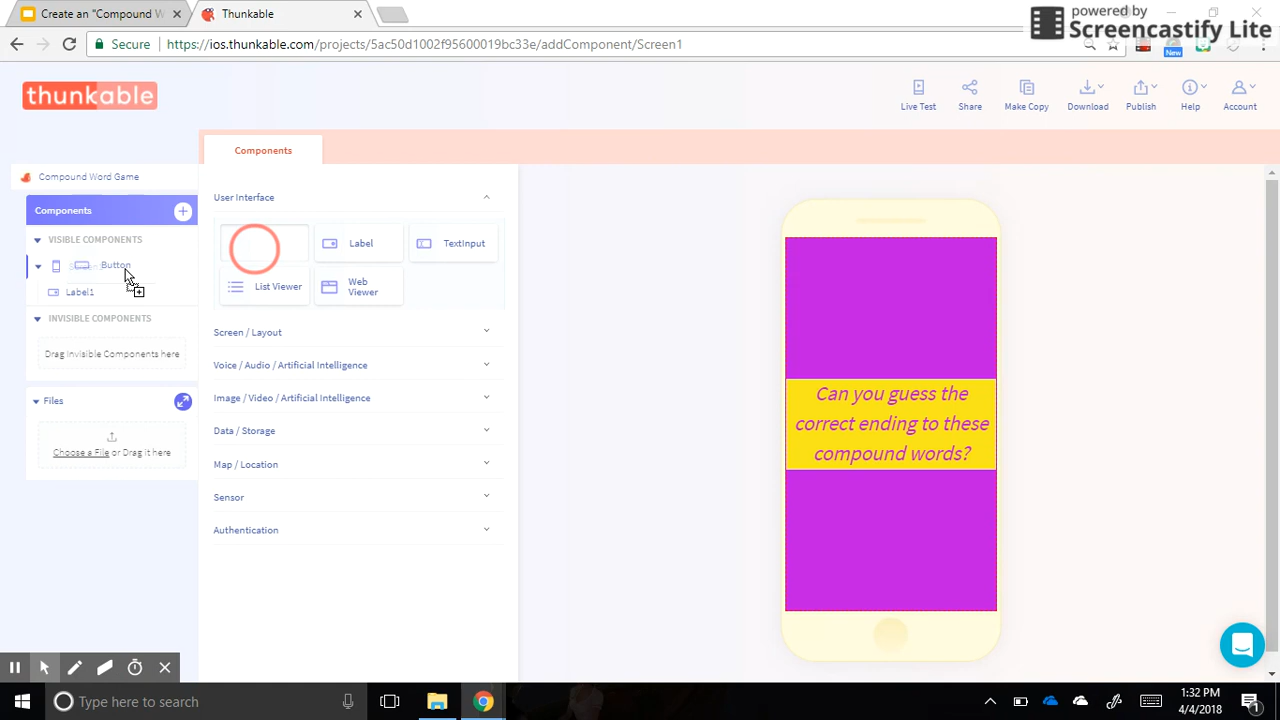 Create an "Compound W
Thunkable
powered by
Screencastify Lite
Secure
https://ios.thunkable.com/projects/5ac50d1002f95043119bc33e/addComponent/Screen1
New
thunkable
Live Test
Share
Make Copy
Download
Publish
Help
Account
Compound Word Game
Components
VISIBLE COMPONENTS
Button
Label1
INVISIBLE COMPONENTS
Drag Invisible Components here
Files
Choose a File or Drag it here
Components
User Interface
Label
TextInput
List Viewer
Web
Viewer
Screen / Layout
Voice / Audio / Artificial Intelligence
Image / Video / Artificial Intelligence
Data / Storage
Map / Location
Sensor
Authentication
Can you guess the
correct ending to these
compound words?
Type here to search
1:32 PM
4/4/2018
1